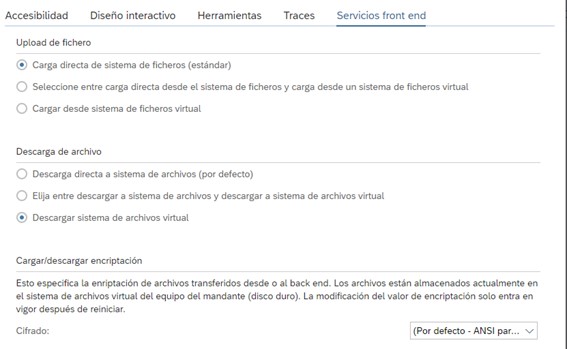 Accesibilidad Diseño interactivo Herramientas Traces Servicios front end
Upload de fichero
Carga directa de sistema de ficheros (estándar)
Seleccione entre carga directa desde el sistema de ficheros y carga desde un sistema de ficheros virtual
Cargar desde sistema de ficheros virtual
Descarga de archivo
Descarga directa a sistema de archivos (por defecto)
Elija entre descargar a sistema de archivos y descargar a sistema de archivos virtual
Descargar sistema de archivos virtual
Cargar/descargar encriptación
Esto especifica la enriptación de archivos transferidos desde o al back end. Los archivos están almacenados actualmente en
el sistema de archivos virtual del equipo del mandante (disco duro). La modificación del valor de encriptación solo entra en
vigor después de reiniciar.
Cifrado: (Por defecto - ANSI par...